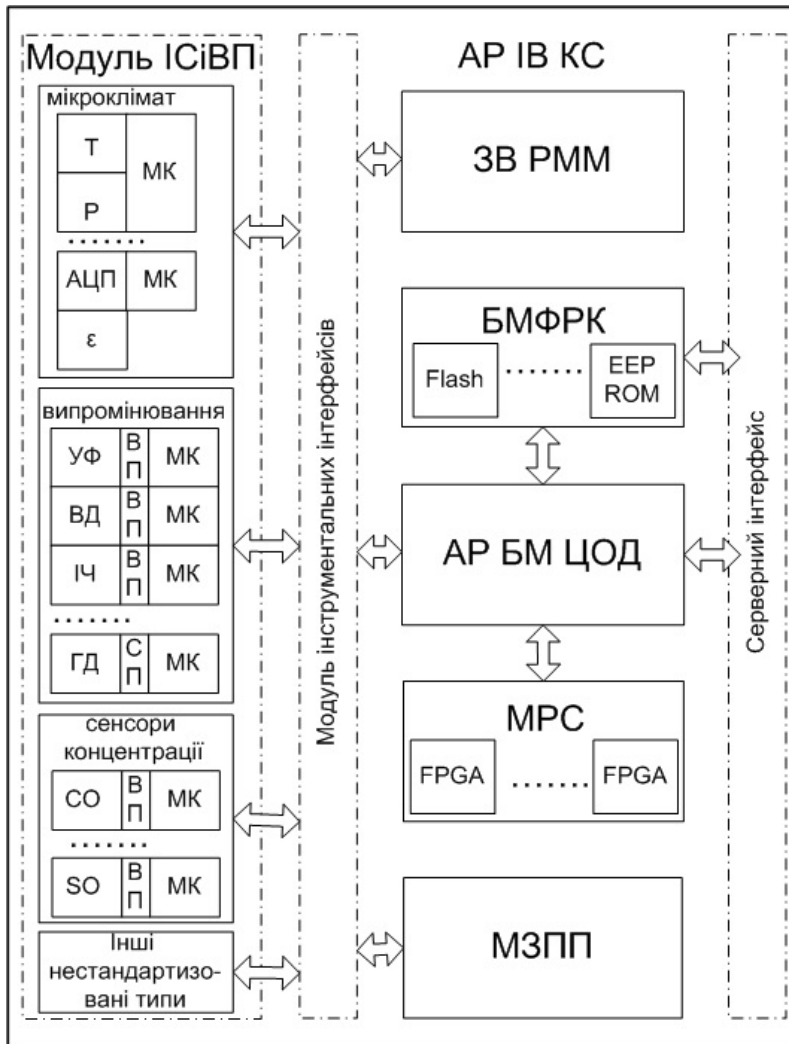 Модуль ІСіВП
мікроклімат
Т
МК
Р
АЦП
МК
ε
випромінювання
УФ
В
П
МК
ВД
В
П
МК
ІЧ
В
П
МК
ГД
С
П
МК
сенсори
концентрації
СО
В
П
МК
SO
В
П
МК
Інші
нестандартизо-
вані типи
Модуль інструментальних інтерфейсів
АР ІВ КС
ЗВ РММ
БМФРК
Flash
EEP
ROM
АР БМ ЦОД
МРС
FPGA
FPGA
МЗПП
Серверний інтерфейс